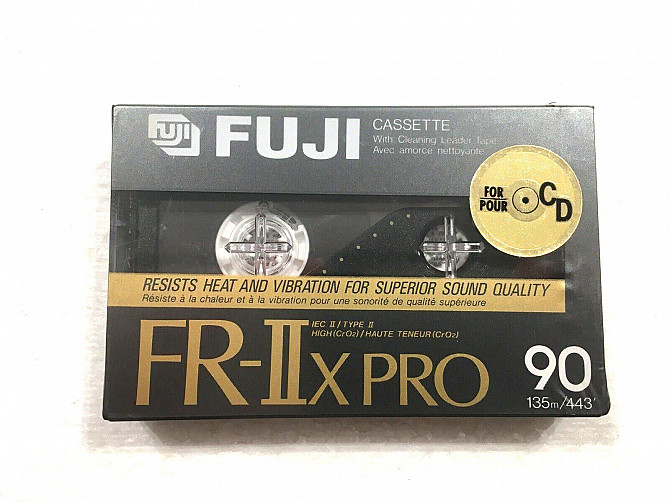 FUJI
FUJI
CASSETTE
With Cleaning Leader Tape
Avec amorce nettoyante
FOR
POUR
CD
RESISTS HEAT AND VIBRATION FOR SUPERIOR SOUND QUALITY
Résiste à la chaleur et à la vibration pour une sonorité de qualité supérieure
IEC II/TYPE II
HIGH(CrO2)/HAUTE TENEUR(CrO2)
FR-IIx PRO
90
135m/443'